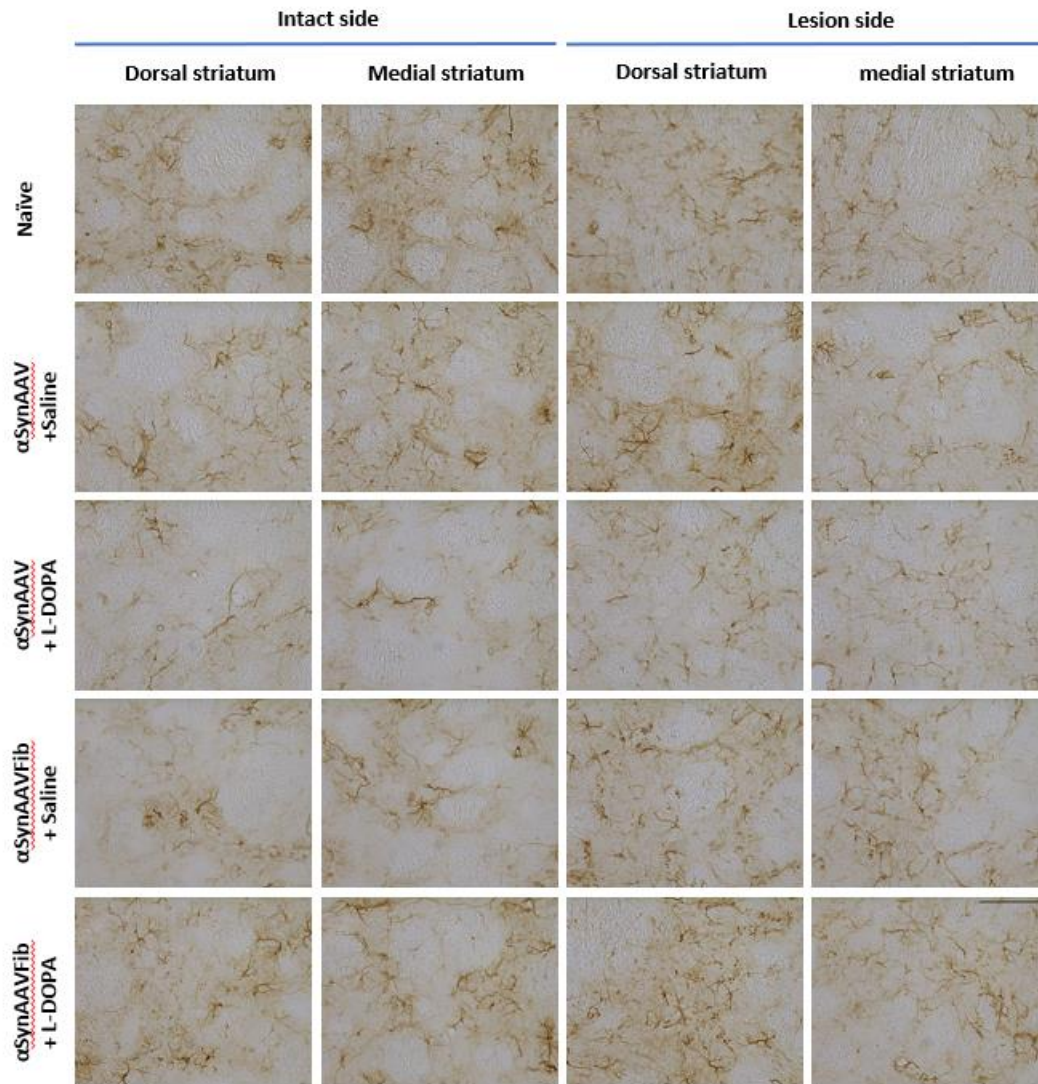 Intact side
Lesion side
Dorsal striatum
Medial striatum
Dorsal striatum
medial striatum
Naïve
αSynAAV
+Saline
αSynAAV
+ L-DOPA
αSynAAVFib
+ Saline
αSynAAVFib
+ L-DOPA